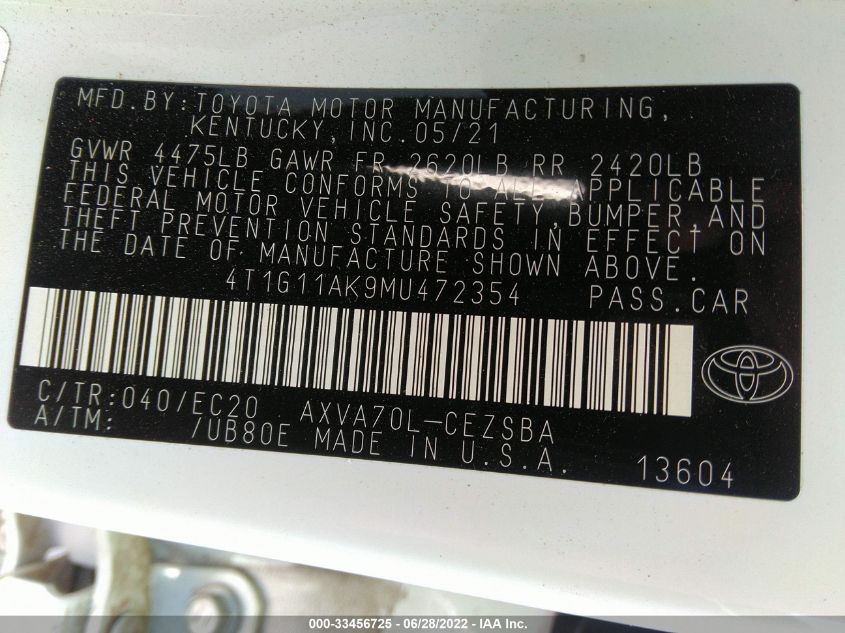 MFD.BY:TOYOTA MOTOR MANUFACTURING,
KENTUCKY,INC.05/21
GVWR 4475LB GAWR FR 2620LB RR 2420LB
THIS VEHICLE CONFORMS TO ALL APPLICABLE
FEDERAL MOTOR VEHICLE SAFETY,BUMPER,AND
THEFT PREVENTION STANDARDS IN EFFECT ON
THE DATE OF MANUFACTURE SHOWN ABOVE.
4T1G11AK9MU472354 PASS.CAR
C/TR:040/EC20 AXVA70L-CEZSBA
A/TM: /UB80E MADE IN U.S.A.
13604
000-33456725 | 06/28/2022 - IAA Inc.